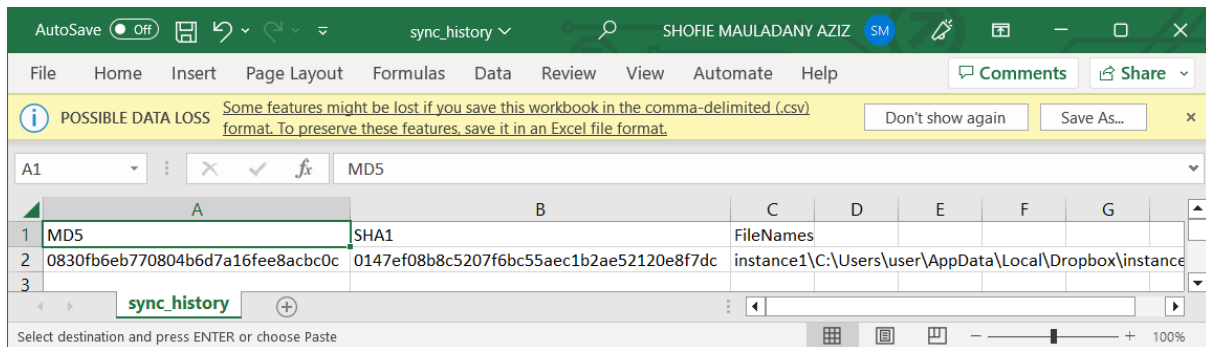 AutoSave Off sync_history SHOFIE MAULADANY AZIZ SM
File Home Insert Page Layout Formulas Data Review View Automate Help Comments Share
POSSIBLE DATA LOSS Some features might be lost if you save this workbook in the comma-delimited (.csv)
format. To preserve these features, save it in an Excel file format. Don't show again Save As...
A1 fx MD5
A B C D E F G
1 MD5 SHA1 FileNames
2 0830fb6eb770804b6d7a16fee8acbc0c 0147ef08b8c5207f6bc55aec1b2ae52120e8f7dc instance1\C:\Users\user\AppData\Local\Dropbox\instance
3
sync_history
Select destination and press ENTER or choose Paste 100%